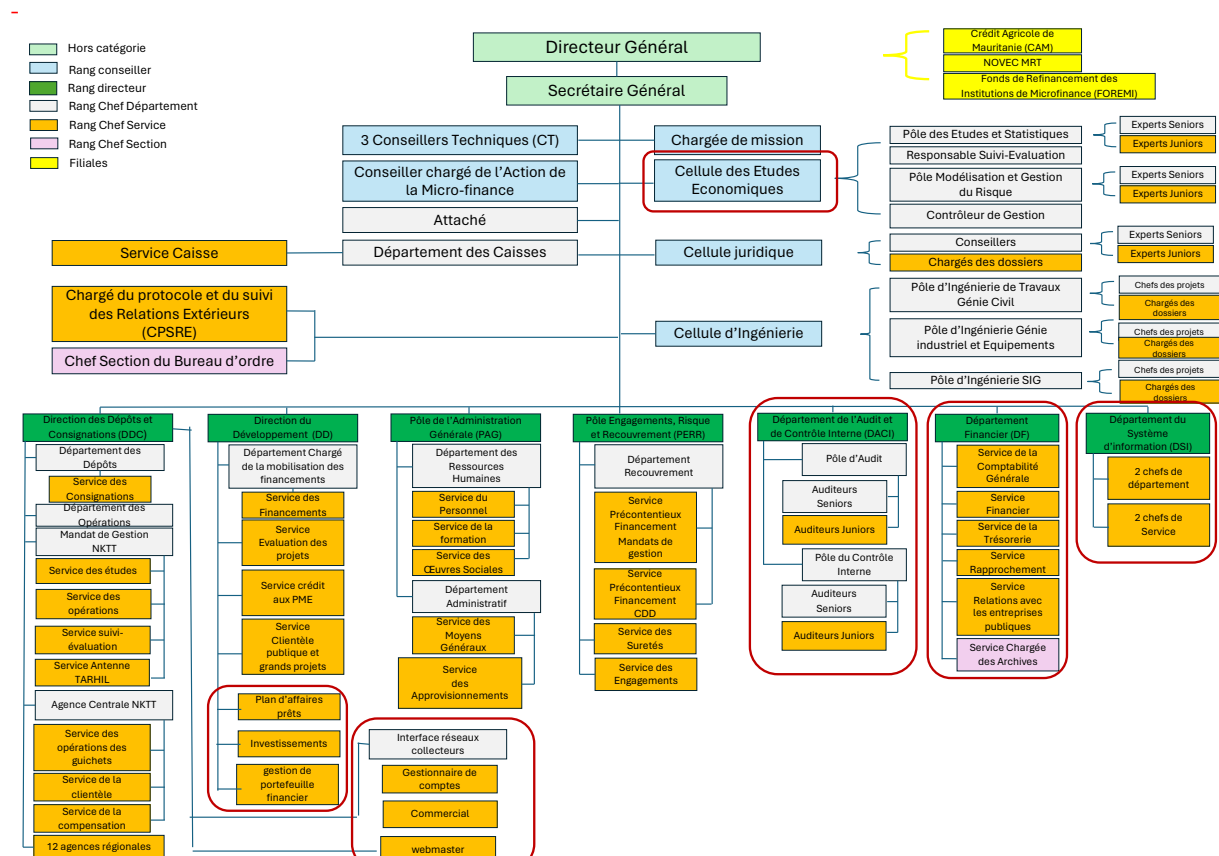 Hors catégorie
Rang conseiller
Rang directeur
Rang Chef Département
Rang Chef Service
Rang Chef Section
Filiales
Directeur Général
Secrétaire Général
Crédit Agricole de
Mauritanie (CAM)
NOVEC MRT
Fonds de Refinancement des
Institutions de Microfinance (FOREMI)
3 Conseillers Techniques (CT)
Chargée de mission
Conseiller chargé de l'Action de
la Micro-finance
Cellule des Etudes
Economiques
Attaché
Service Caisse
Département des Caisses
Cellule juridique
Chargé du protocole et du suivi
des Relations Extérieurs
(CPSRE)
Chef Section du Bureau d'ordre
Cellule d'Ingénierie
Pôle des Etudes et Statistiques
Responsable Suivi-Evaluation
Pôle Modélisation et Gestion
du Risque
Contrôleur de Gestion
Conseillers
Chargés des dossiers
Pôle d'Ingénierie de Travaux
Génie Civil
Pôle d'Ingénierie Génie
industriel et Equipements
Pôle d'Ingénierie SIG
Experts Seniors
Experts Juniors
Experts Seniors
Experts Juniors
Experts Seniors
Experts Juniors
Chefs des projets
Chargés des
dossiers
Chefs des projets
Chargés des
dossiers
Chefs des projets
Chargés des
dossiers
Direction des Dépôts et
Consignations (DDC)
Département des
Dépôts
Service des
Consignations
Département des
Opérations
Mandat de Gestion
NKTT
Service des études
Service des
opérations
Service suivi-
évaluation
Service Antenne
TARHIL
Agence Centrale NKTT
Service des
opérations des
guichets
Service de la
clientèle
Service de la
compensation
12 agences régionales
Direction du
Développement (DD)
Département Chargé
de la mobilisation des
financements
Service des
Financements
Service
Evaluation des
projets
Service crédit
aux PME
Service
Clientèle
publique et
grands projets
Plan d'affaires
prêts
Investissements
gestion de
portefeuille
financier
Pôle de l'Administration
Générale (PAG)
Département des
Ressources
Humaines
Service du
Personnel
Service de la
formation
Service des
Œuvres Sociales
Département
Administratif
Service des
Moyens
Généraux
Service
des
Approvisionnements
Interface réseaux
collecteurs
Gestionnaire de
comptes
Commercial
webmaster
Pôle Engagements, Risque
et Recouvrement (PERR)
Département
Recouvrement
Service
Précontentieux
Financement
Mandats de
gestion
Service
Précontentieux
Financement
CDD
Service des
Suretés
Service des
Engagements
Département de l'Audit et
de Contrôle Interne (DACI)
Pôle d'Audit
Auditeurs
Seniors
Auditeurs Juniors
Pôle du Contrôle
Interne
Auditeurs
Seniors
Auditeurs Juniors
Département
Financier (DF)
Service de la
Comptabilité
Générale
Service
Financier
Service de la
Trésorerie
Service
Rapprochement
Service
Relations avec
les entreprises
publiques
Service Chargée
des Archives
Département du
Système
d'information (DSI)
2 chefs de
département
2 chefs de
Service